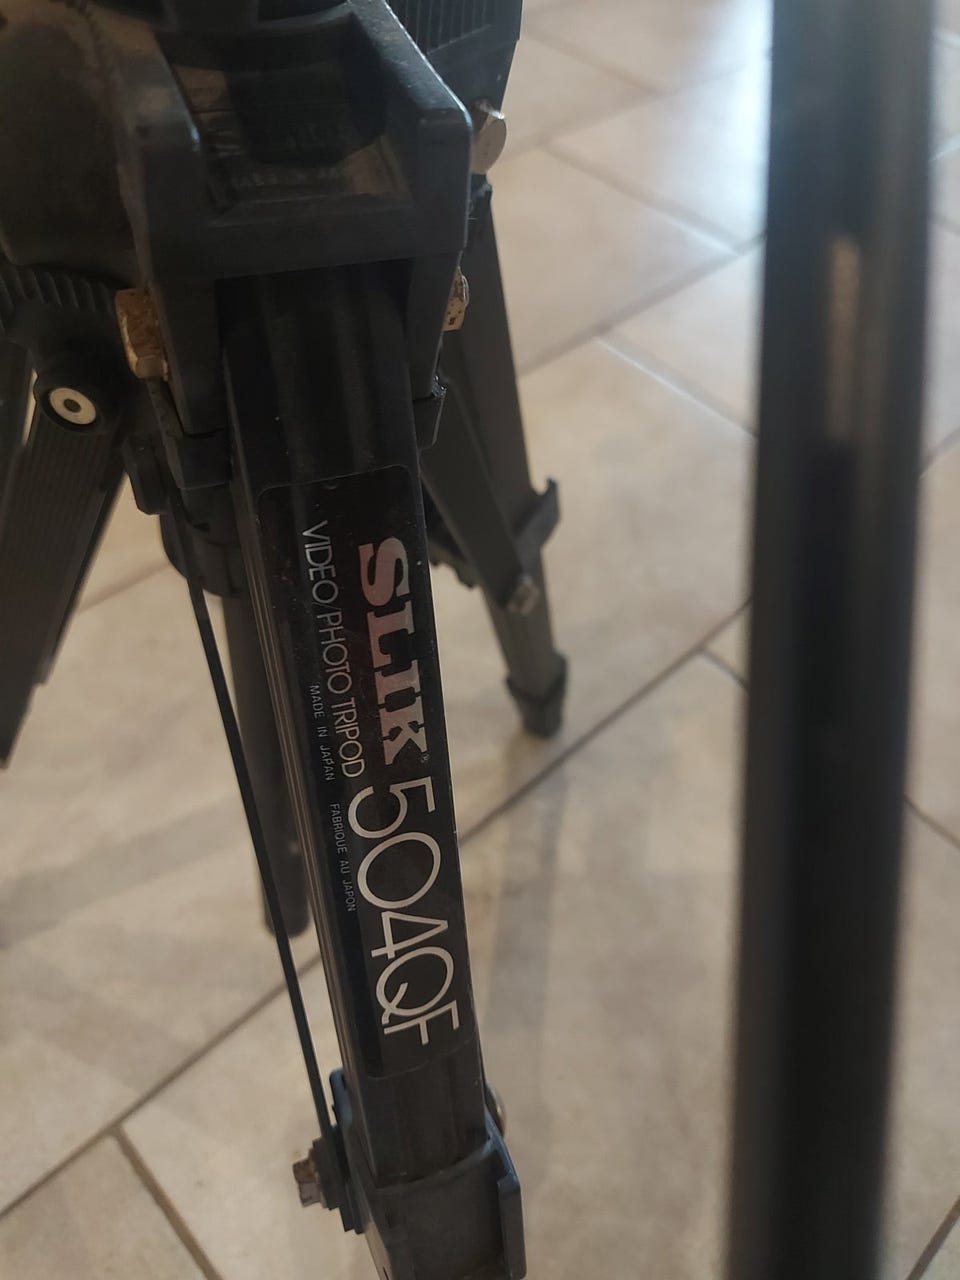 SLIK® 504QF
VIDEO/PHOTO TRIPOD
MADE IN JAPAN FABRIQUE AU JAPON